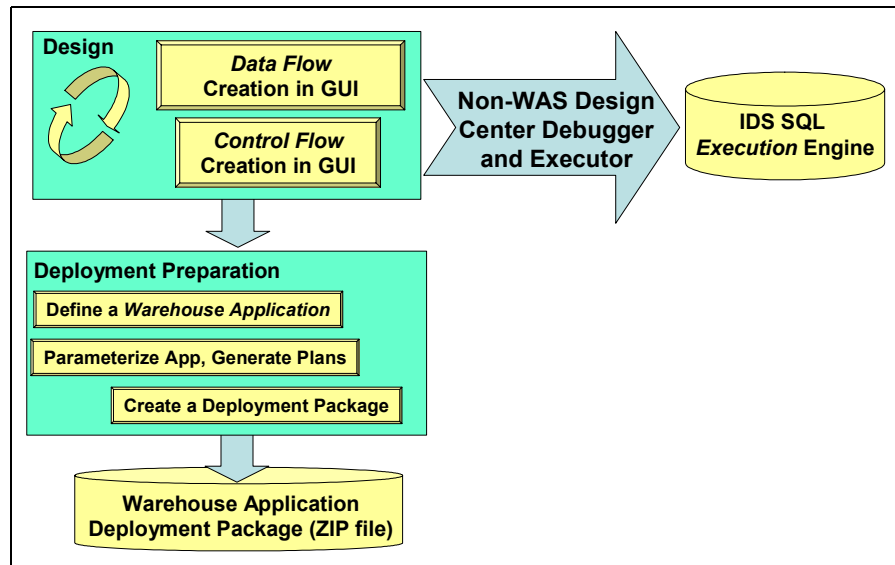 Design
Data Flow
Creation in GUI
Control Flow
Creation in GUI
Non-WAS Design
Center Debugger
and Executor
IDS SQL
Execution Engine
Deployment Preparation
Define a Warehouse Application
Parameterize App, Generate Plans
Create a Deployment Package
Warehouse Application
Deployment Package (ZIP file)